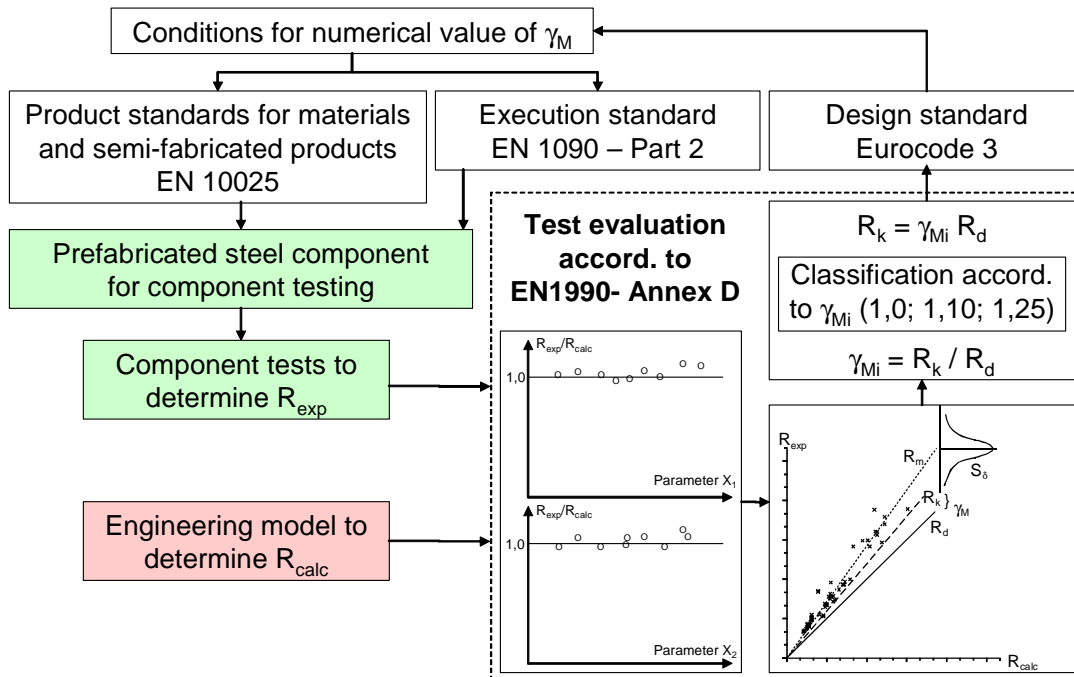 Conditions for numerical value of γM
Product standards for materials
and semi-fabricated products
EN 10025
Execution standard
EN 1090 – Part 2
Design standard
Eurocode 3
Prefabricated steel component
for component testing
Component tests to
determine Rexp
Engineering model to
determine Rcalc
Test evaluation
accord. to
EN1990- Annex D
Rexp/Rcalc
1,0
Parameter X1
Rexp/Rcalc
1,0
Parameter X2
Rk = γMi Rd
Classification accord.
to γMi (1,0; 1,10; 1,25)
γMi = Rk / Rd
Rexp
Rm
Sδ
Rk } γM
Rd
Rcalc